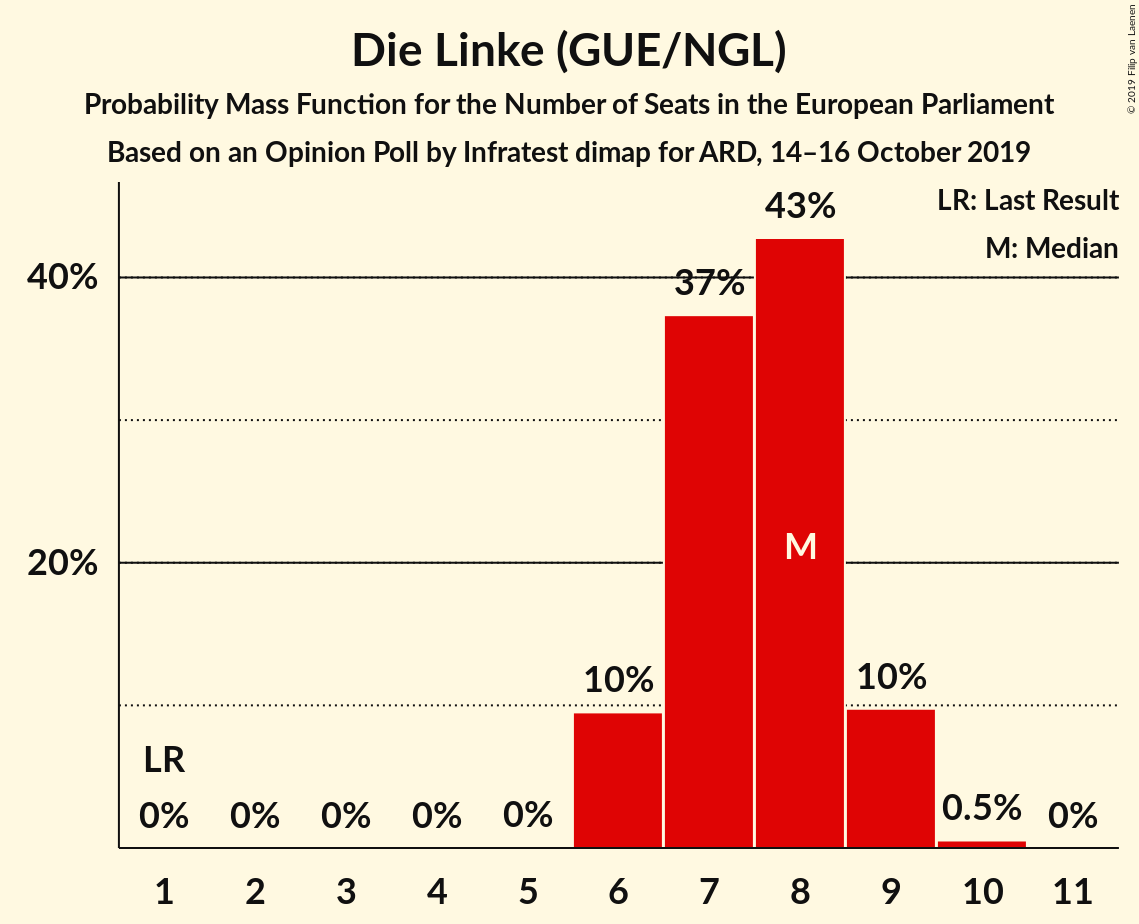 Die Linke (GUE/NGL)
Probability Mass Function for the Number of Seats in the European Parliament
Based on an Opinion Poll by Infratest dimap for ARD, 14–16 October 2019
© 2019 Filip van Laenen
LR: Last Result
M: Median
43%
40%
37%
20%
M
10%
10%
LR
0%
0%
0%
0%
0%
0.5%
0%
1 2 3 4 5 6 7 8 9 10 11